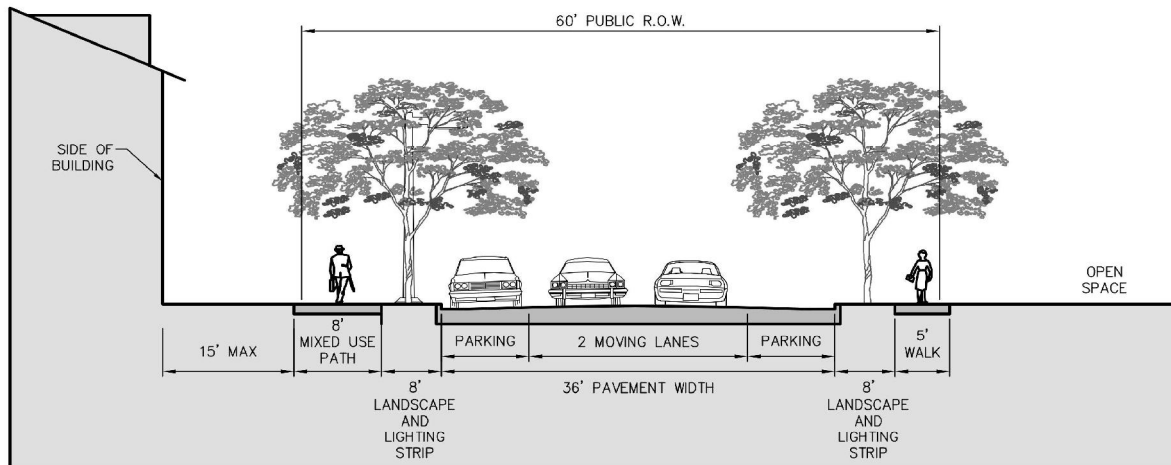 60' PUBLIC R.O.W.
SIDE OF
BUILDING
OPEN
SPACE
15' MAX
8'
MIXED USE
PATH
PARKING
2 MOVING LANES
PARKING
5'
WALK
36' PAVEMENT WIDTH
8'
LANDSCAPE
AND
LIGHTING
STRIP
8'
LANDSCAPE
AND
LIGHTING
STRIP